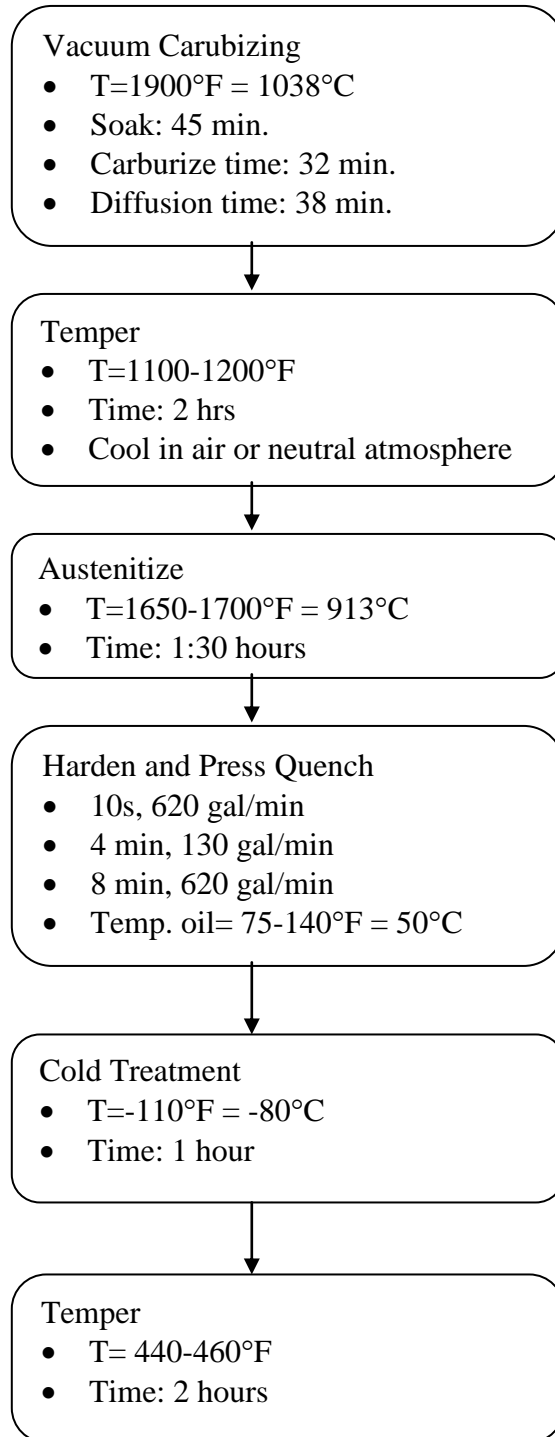 Vacuum Carubizing
• T=1900°F = 1038°C
• Soak: 45 min.
• Carburize time: 32 min.
• Diffusion time: 38 min.
Temper
• T=1100-1200°F
• Time: 2 hrs
• Cool in air or neutral atmosphere
Austenitize
• T=1650-1700°F = 913°C
• Time: 1:30 hours
Harden and Press Quench
• 10s, 620 gal/min
• 4 min, 130 gal/min
• 8 min, 620 gal/min
• Temp. oil= 75-140°F = 50°C
Cold Treatment
• T=-110°F = -80°C
• Time: 1 hour
Temper
• T= 440-460°F
• Time: 2 hours